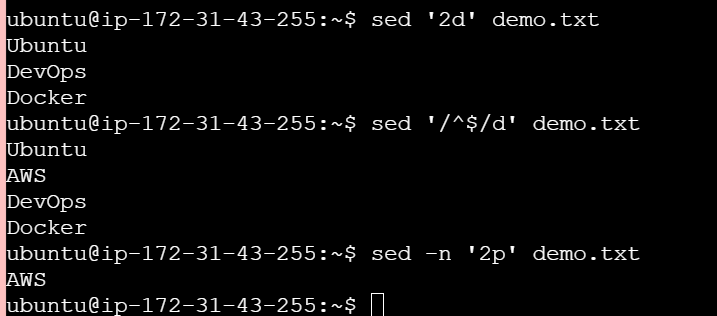 ubuntu@ip-172-31-43-255:~$ sed '2d' demo.txt
Ubuntu
DevOps
Docker
ubuntu@ip-172-31-43-255:~$ sed '/^$/d' demo.txt
Ubuntu
AWS
DevOps
Docker
ubuntu@ip-172-31-43-255:~$ sed -n '2p' demo.txt
AWS
ubuntu@ip-172-31-43-255:~$